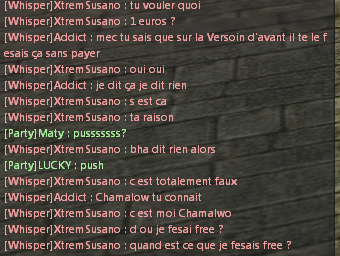 [Whisper]XtremSusano : tu vouler quoi
[Whisper]XtremSusano : 1 euros ?
[Whisper]Addict : mec tu sais que sur la Versoin d'avant il te le f
esais ça sans payer
[Whisper]XtremSusano : oui oui
[Whisper]Addict : je dit ça je dit rien
[Whisper]XtremSusano : s est ca
[Whisper]XtremSusano : ta raison
[Party]Maty : pusssssss?
[Whisper]XtremSusano : bha dit rien alors
[Party]LUCKY : push
[Whisper]XtremSusano : c est totalement faux
[Whisper]Addict : Chamalow tu connait
[Whisper]XtremSusano : c est moi Chamalwo
[Whisper]XtremSusano : d ou je fesai free ?
[Whisper]XtremSusano : quand est ce que je fesais free ?